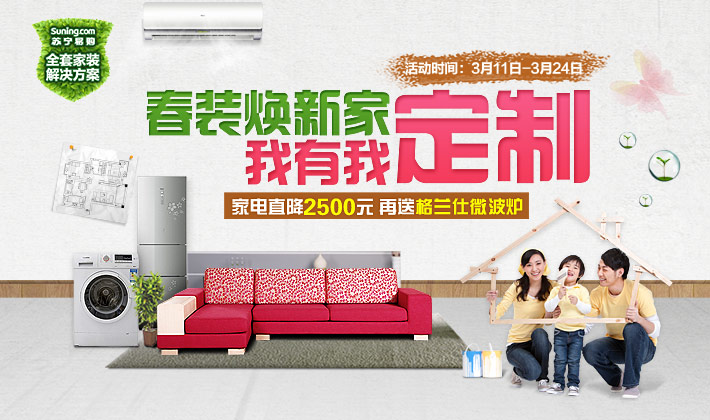 Suning.com
苏宁易购
全套家装
解决方案
活动时间：3月11日-3月24日
春装焕新家
我有我定制
家电直降2500元 再送格兰仕微波炉